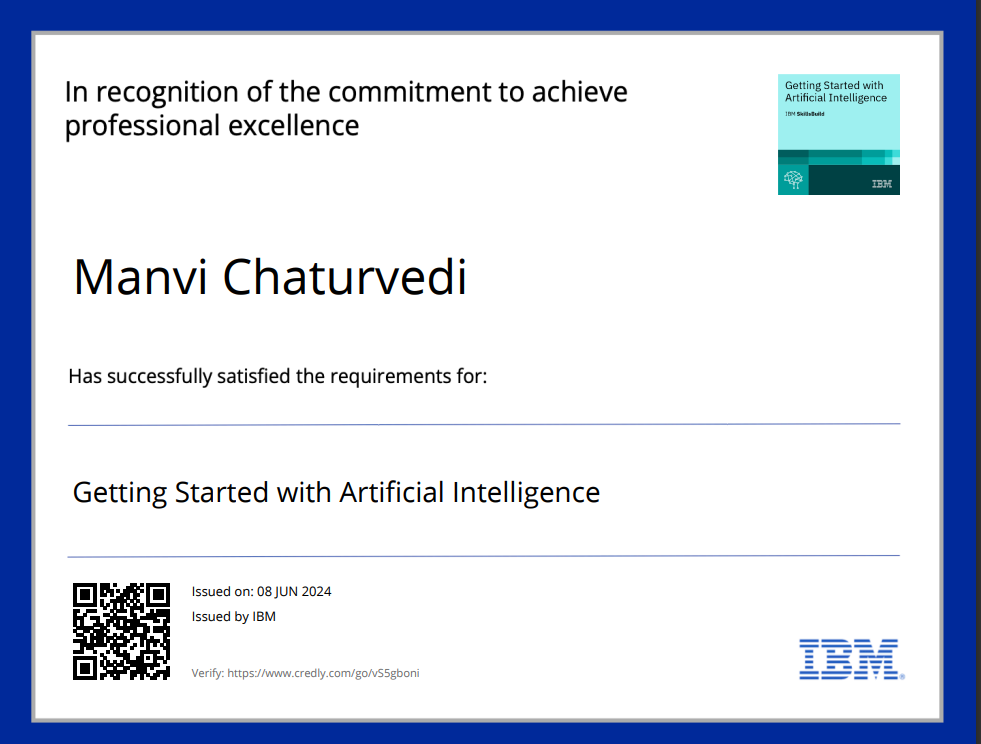 In recognition of the commitment to achieve
professional excellence
Getting Started with
Artificial Intelligence
IBM SkillsBuild
IBM
Manvi Chaturvedi
Has successfully satisfied the requirements for:
Getting Started with Artificial Intelligence
Issued on: 08 JUN 2024
Issued by IBM
Verify: https://www.credly.com/go/vS5gboni
IBM®